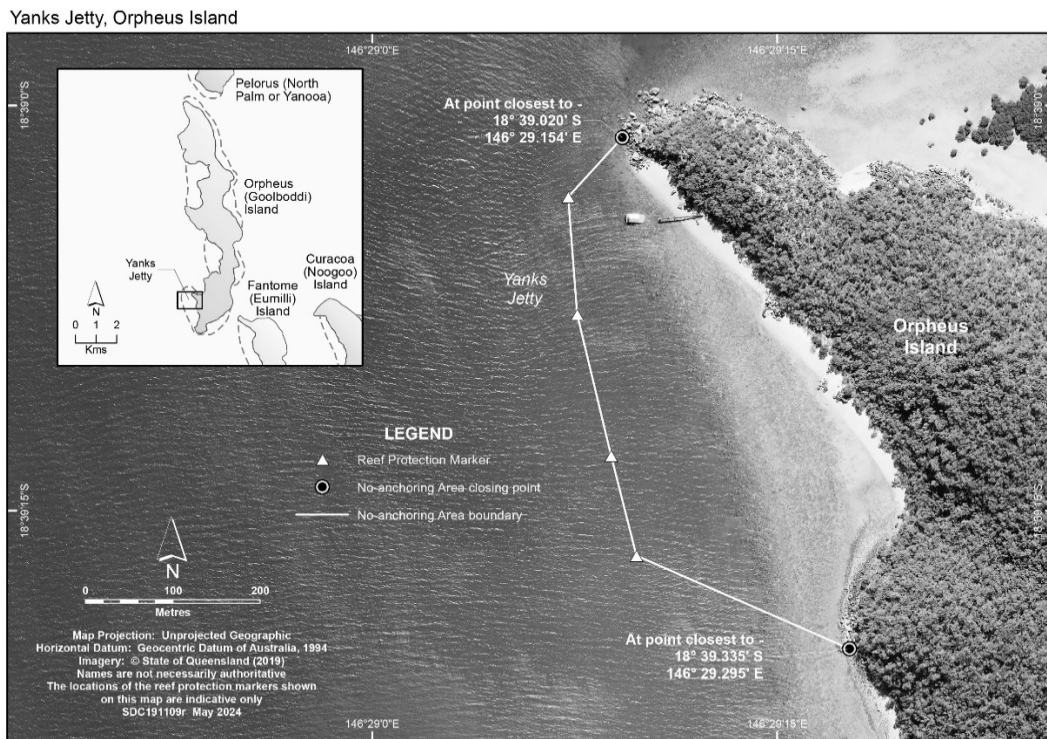 Yanks Jetty, Orpheus Island
146°29'0"E
146°29'15"E
18°39'0"S
18°39'0"S
Pelorus (North
Palm or Yanooa)
Orpheus
(Goolboddi)
Island
Yanks
Jetty
Curacoa
(Noogoo)
Island
Fantome
(Eumilli)
Island
N
0 1 2
Kms
At point closest to -
18° 39.020' S
146° 29.154' E
Yanks
Jetty
Orpheus
Island
LEGEND
Reef Protection Marker
No-anchoring Area closing point
No-anchoring Area boundary
18°39'15"S
18°39'15"S
N
0 100 200
Metres
Map Projection: Unprojected Geographic
Horizontal Datum: Geocentric Datum of Australia, 1994
Imagery: © State of Queensland (2019)
Names are not necessarily authoritative
The locations of the reef protection markers shown
on this map are indicative only
SDC191109r May 2024
At point closest to -
18° 39.335' S
146° 29.295' E
146°29'0"E
146°29'15"E